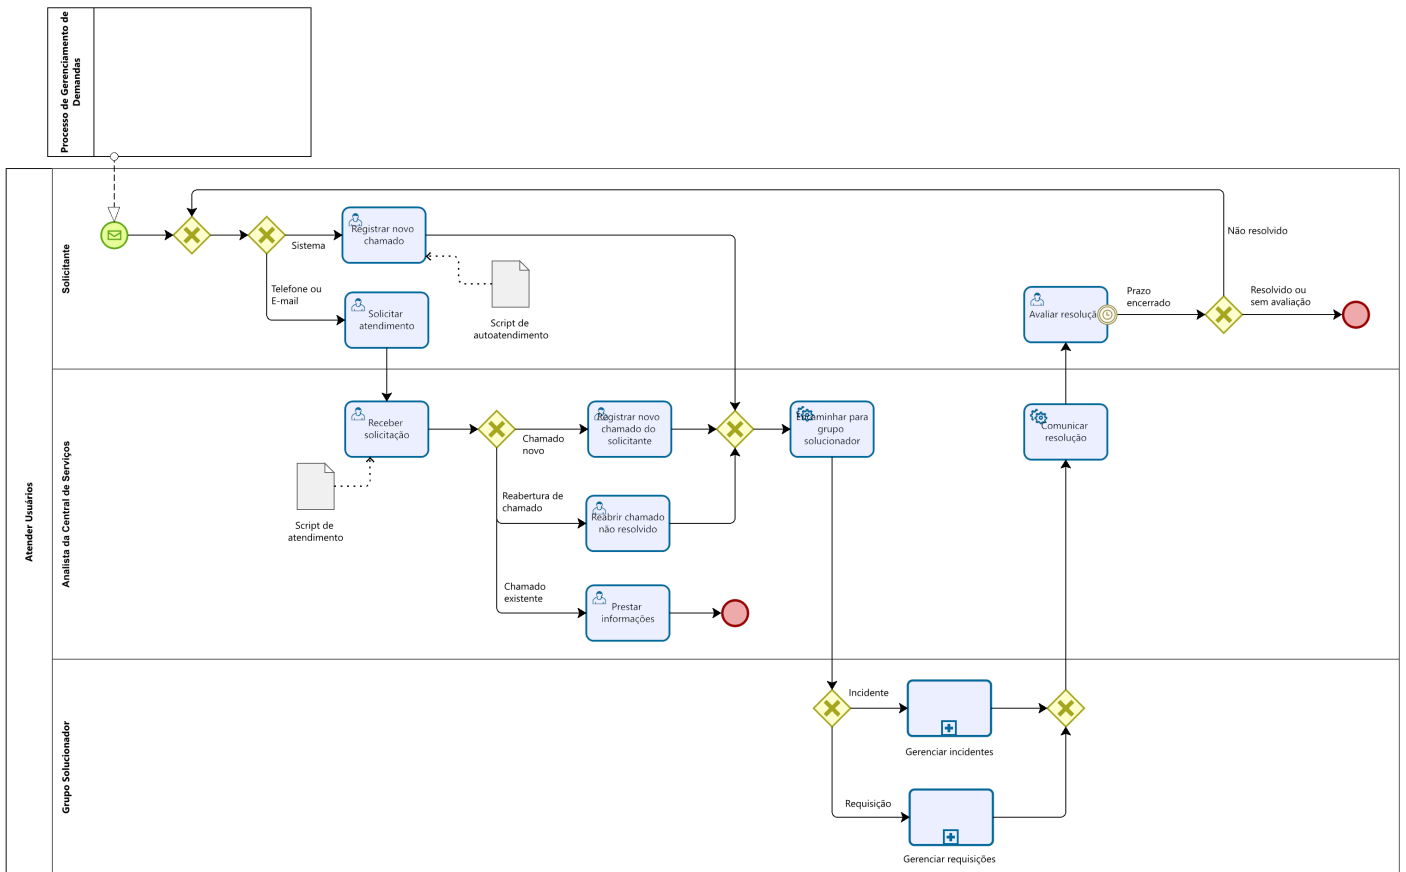 Processo de Gerenciamento de
Demandas
Atender Usuários
Solicitante
Registrar novo
chamado
Sistema
Telefone ou
E-mail
Solicitar
atendimento
Script de
autoatendimento
Avaliar resolução
Prazo
encerrado
Não resolvido
Resolvido ou
sem avaliação
Analista da Central de Serviços
Receber
solicitação
Script de
atendimento
Chamado
novo
Registrar novo
chamado do
solicitante
Encaminhar para
grupo
solucionador
Comunicar
resolução
Reabertura de
chamado
Reabrir chamado
não resolvido
Chamado
existente
Prestar
informações
Grupo Solucionador
Incidente
Gerenciar incidentes
Requisição
Gerenciar requisições